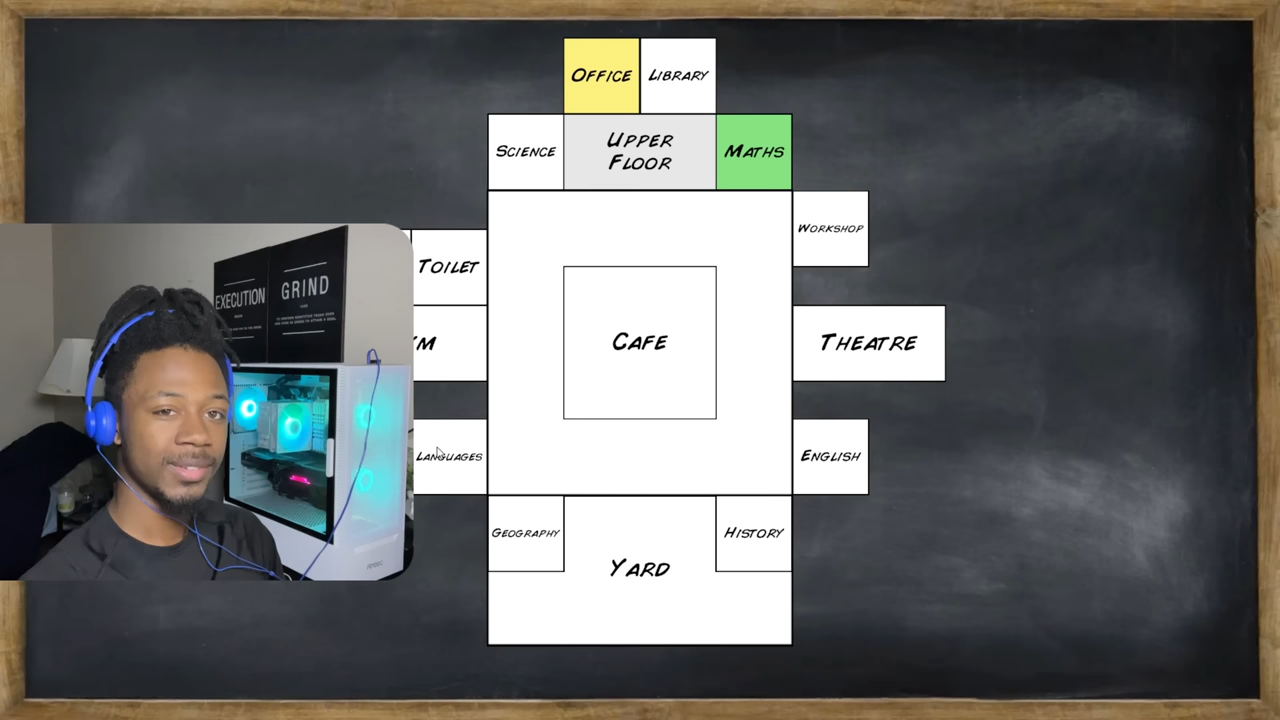 OFFICE
LIBRARY
SCIENCE
UPPER
FLOOR
MATHS
WORKSHOP
TOILET
EXECUTION
GRIND
CAFE
THEATRE
LANGUAGES
ENGLISH
GEOGRAPHY
HISTORY
YARD